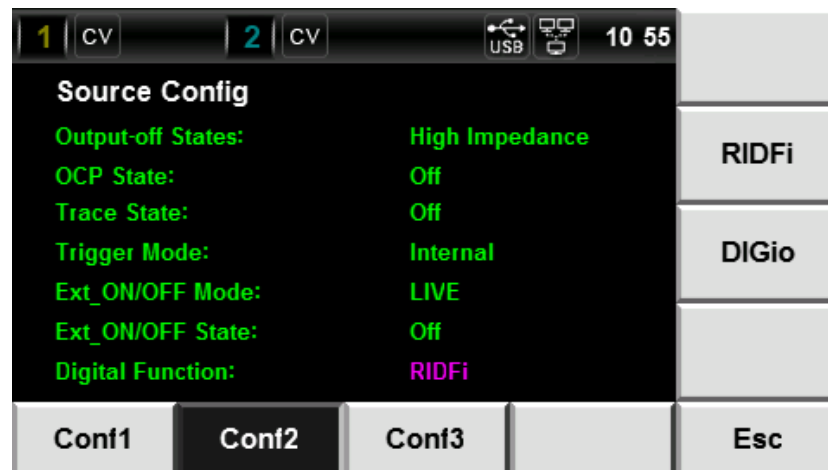 1 CV 2 CV USB 10 55
Source Config
Output-off States: High Impedance
OCP State: Off
Trace State: Off
Trigger Mode: Internal
Ext_ON/OFF Mode: LIVE
Ext_ON/OFF State: Off
Digital Function: RIDFi
RIDFi
DIGio
Conf1 Conf2 Conf3 Esc